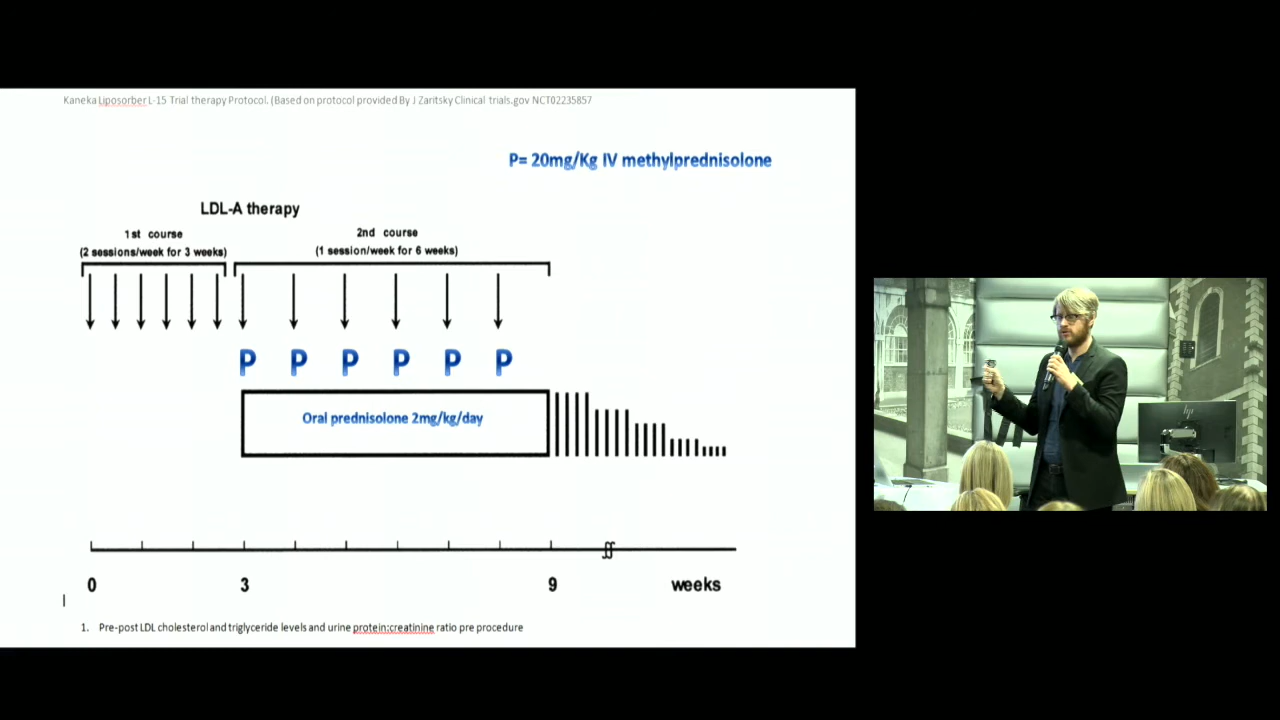 Kaneka Liposorber L-15 Trial therapy Protocol. (Based on protocol provided By J Zaritsky Clinical trials.gov NCT02235857
P= 20mg/Kg IV methylprednisolone
LDL-A therapy
1st course
(2 sessions/week for 3 weeks)
2nd course
(1 session/week for 6 weeks)
P P P P P P
Oral prednisolone 2mg/kg/day
0 3 9 weeks
1. Pre-post LDL cholesterol and triglyceride levels and urine protein:creatinine ratio pre procedure
hp